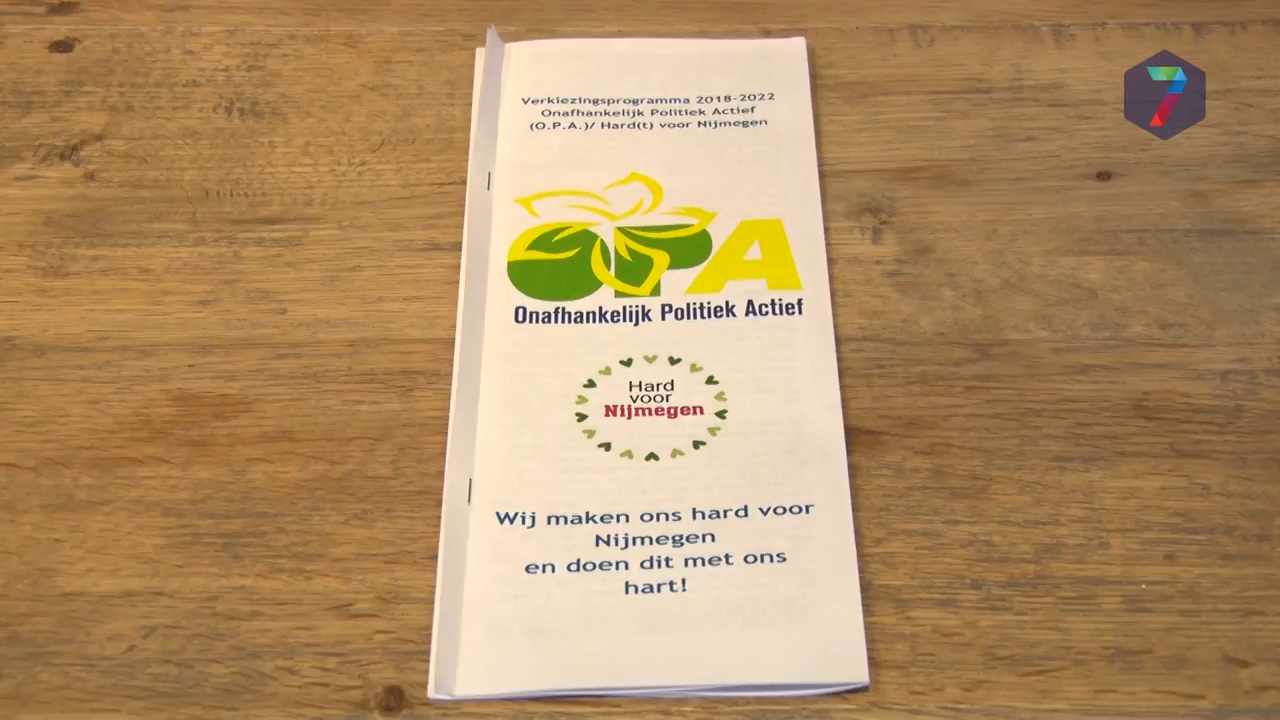 Verkiezingsprogramma 2018-2022
Onafhankelijk Politiek Actief
(O.P.A.)/ Hard(t) voor Nijmegen
OPA
Onafhankelijk Politiek Actief
Hard
voor
Nijmegen
Wij maken ons hard voor
Nijmegen
en doen dit met ons
hart!
7